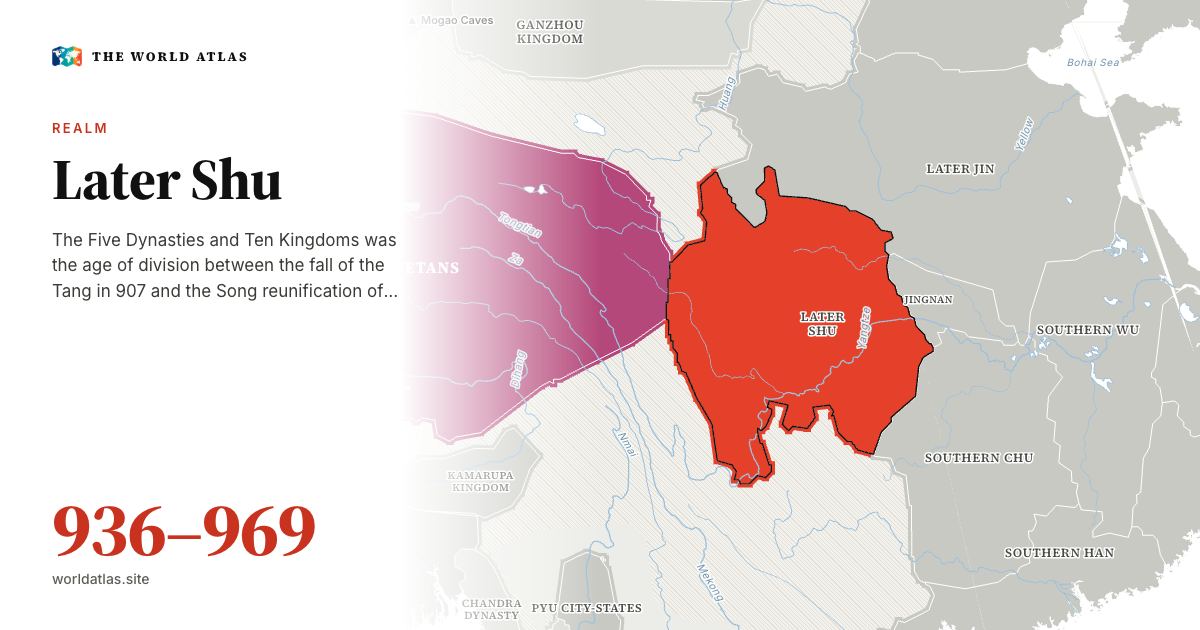 THE WORLD ATLAS
REALM
Later Shu
The Five Dynasties and Ten Kingdoms was
the age of division between the fall of the
Tang in 907 and the Song reunification of...
936–969
worldatlas.site
Mogao Caves
GANZHOU
KINGDOM
Huang
Bohai Sea
Yellow
LATER JIN
Tongtian
Za
ETANS
JINGNAN
LATER
SHU
Yangtze
SOUTHERN WU
Dihang
Nmai
SOUTHERN CHU
KAMARUPA
KINGDOM
SOUTHERN HAN
Mekong
CHANDRA
DYNASTY
PYU CITY-STATES